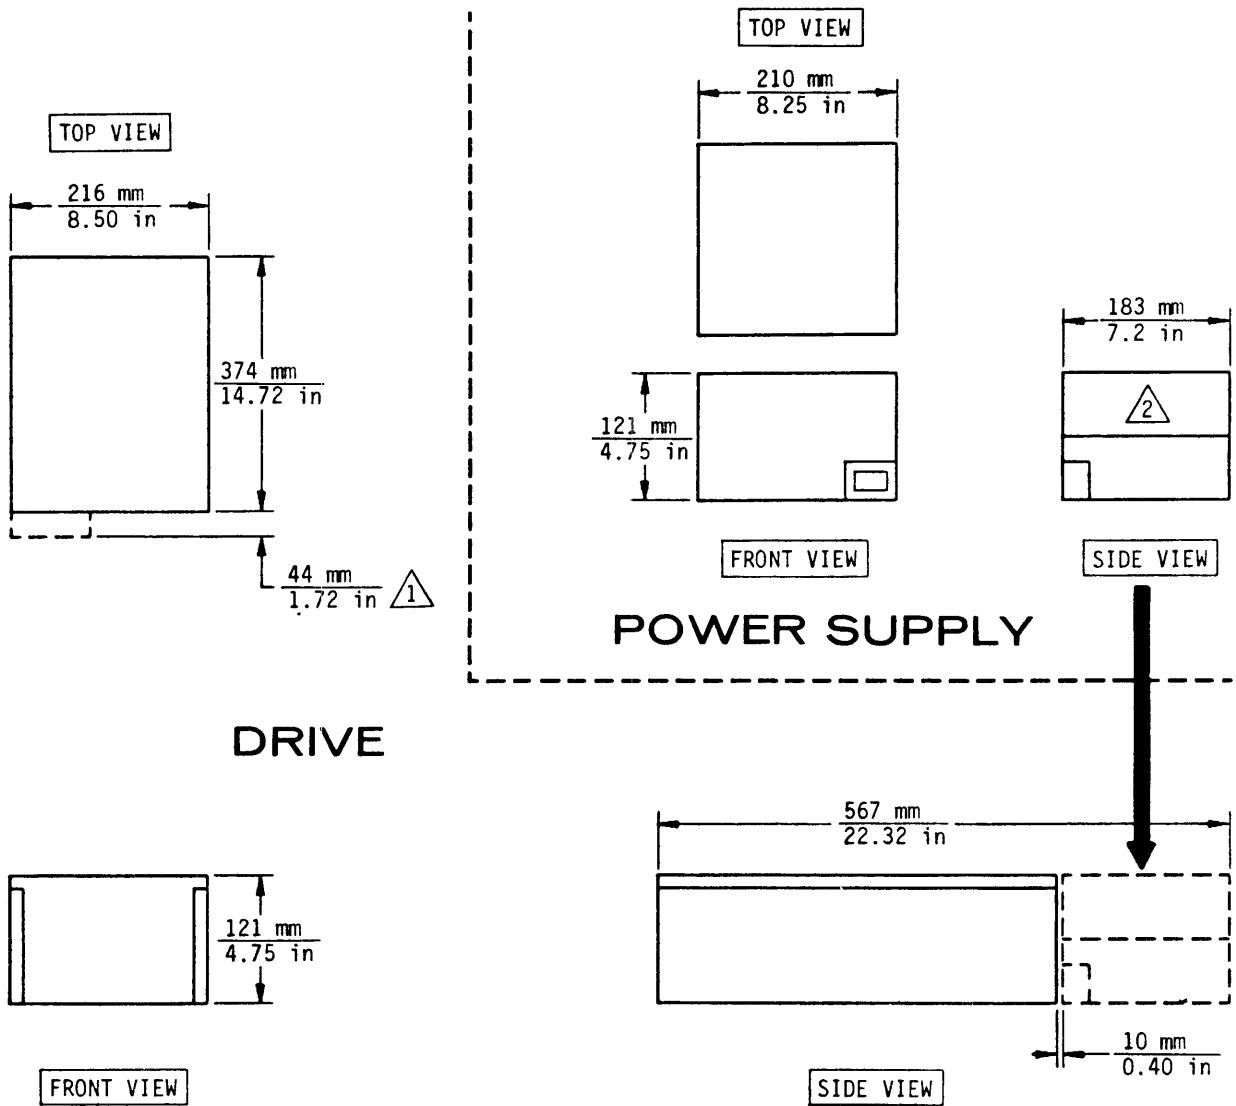 TOP VIEW
210 mm
8.25 in
TOP VIEW
216 mm
8.50 in
374 mm
14.72 in
44 mm
1.72 in
1
121 mm
4.75 in
183 mm
7.2 in
2
FRONT VIEW
SIDE VIEW
POWER SUPPLY
DRIVE
567 mm
22.32 in
121 mm
4.75 in
10 mm
0.40 in
FRONT VIEW
SIDE VIEW